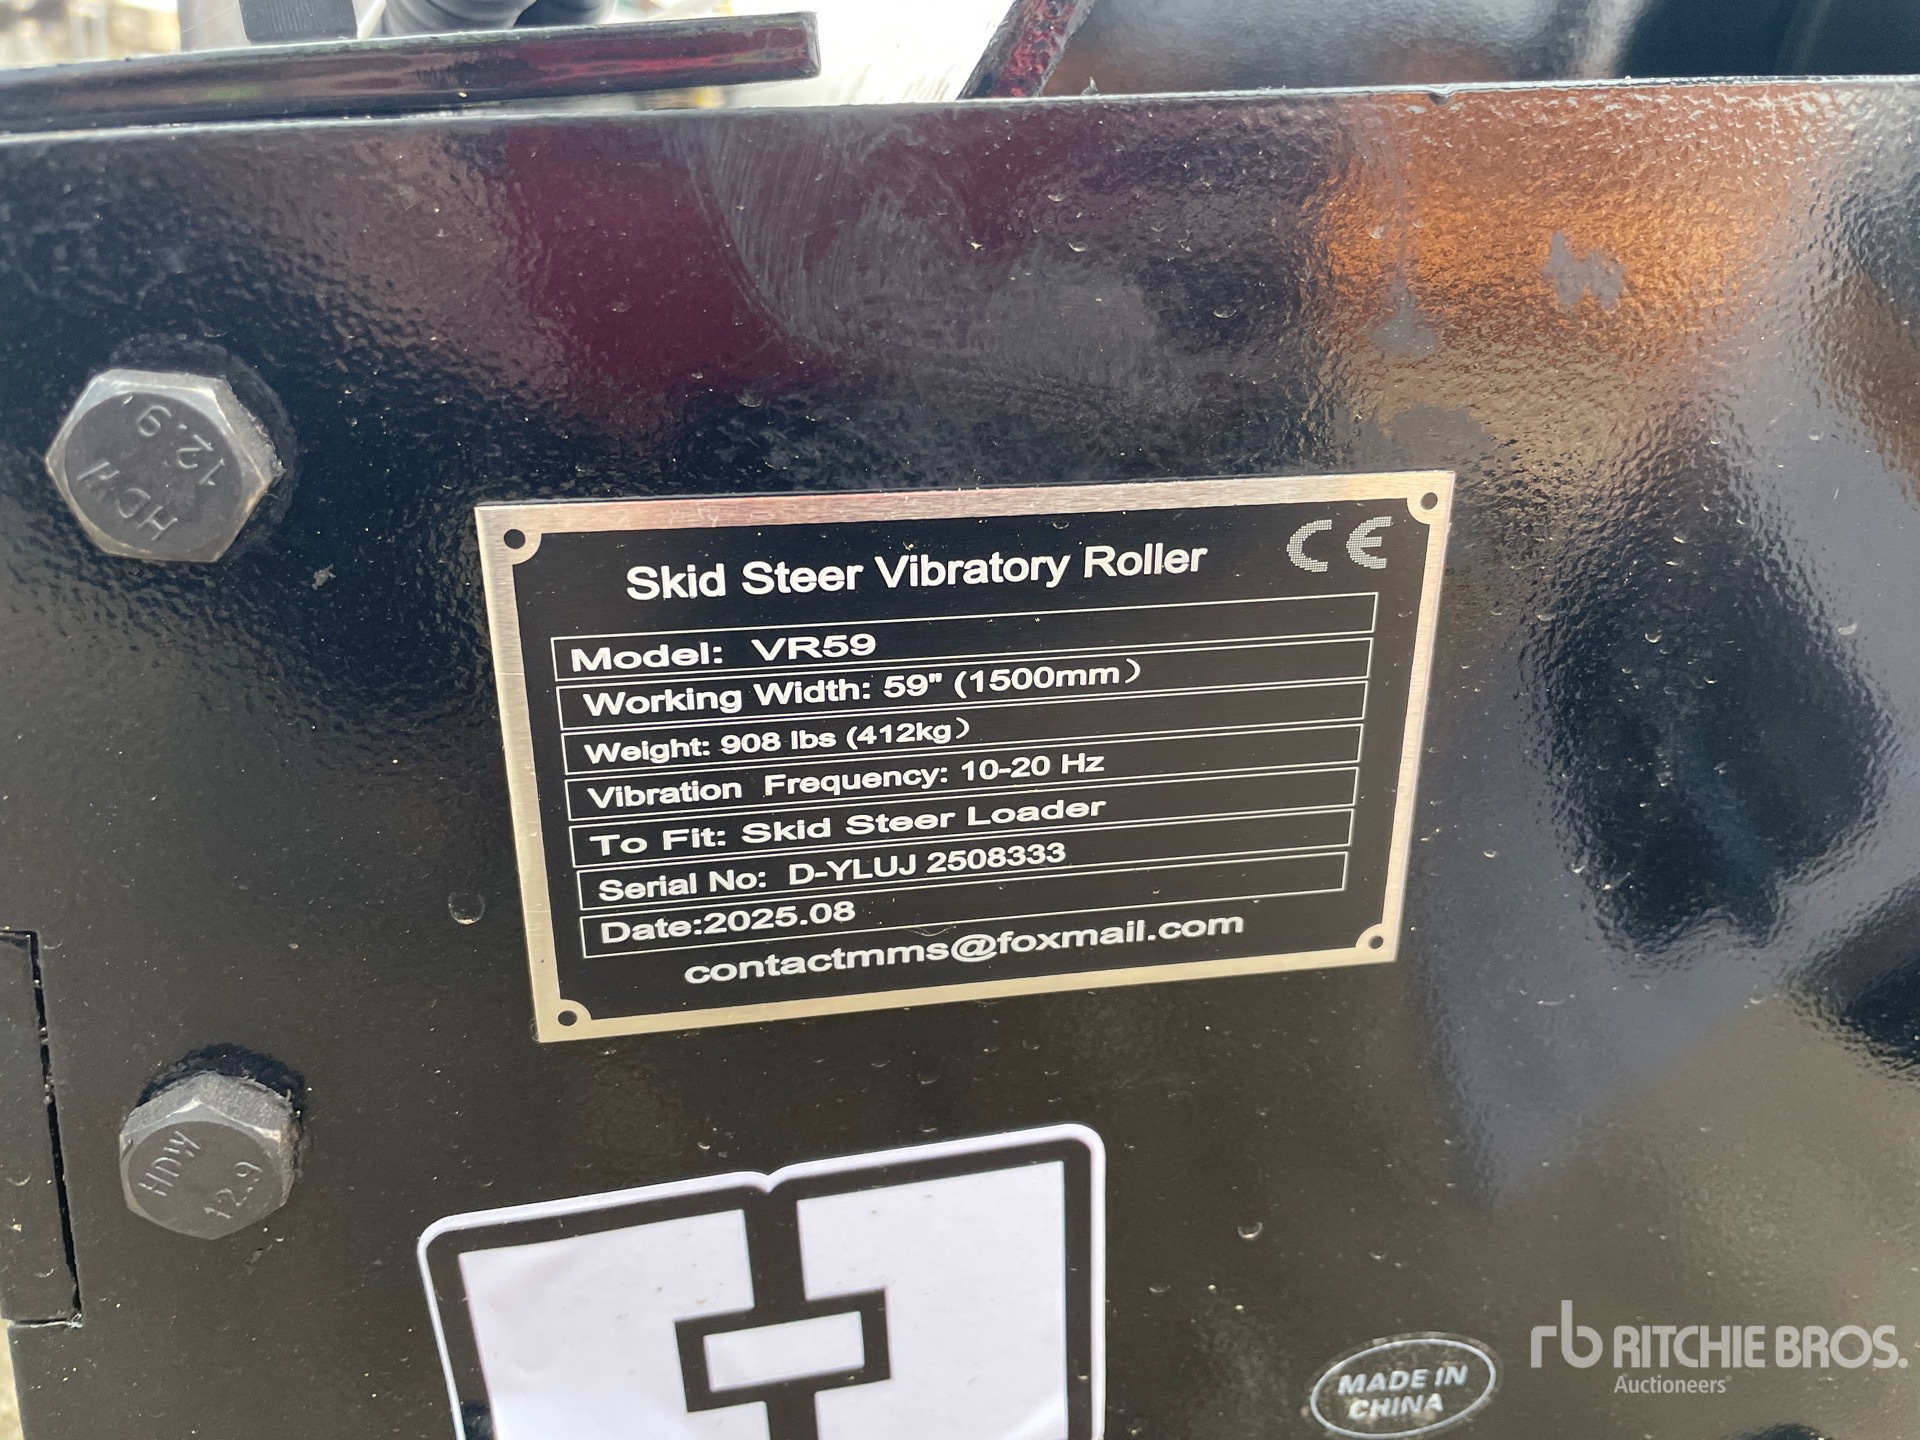 HDW
12.9
Skid Steer Vibratory Roller
CE
Model: VR59
Working Width: 59" (1500mm)
Weight: 908 lbs (412kg)
Vibration Frequency: 10-20 Hz
To Fit: Skid Steer Loader
Serial No: D-YLUJ 2508333
Date:2025.08
contactmms@foxmail.com
HDW
12.9
MADE IN
CHINA
rb RITCHIE BROS.
Auctioneers